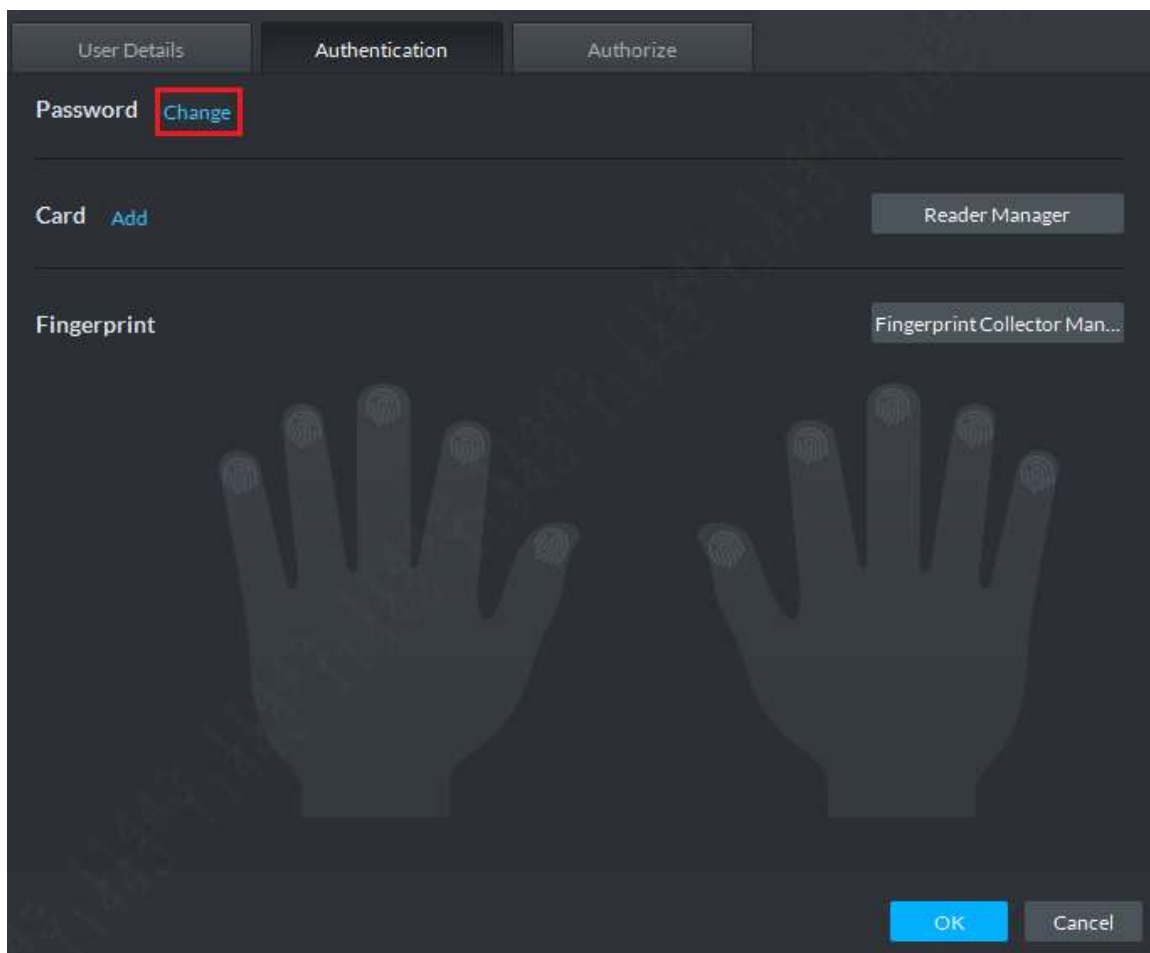 User Details Authentication Authorize
Password Change
Card Add Reader Manager
Fingerprint Fingerprint Collector Man...
OK Cancel